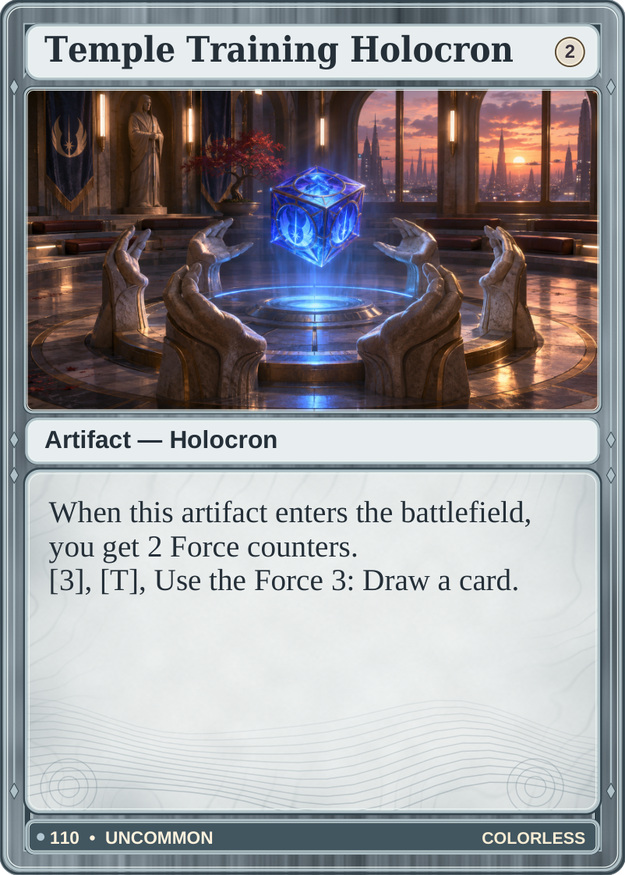 Temple Training Holocron
2
Artifact — Holocron
When this artifact enters the battlefield,
you get 2 Force counters.
[3], [T], Use the Force 3: Draw a card.
110 • UNCOMMON
COLORLESS